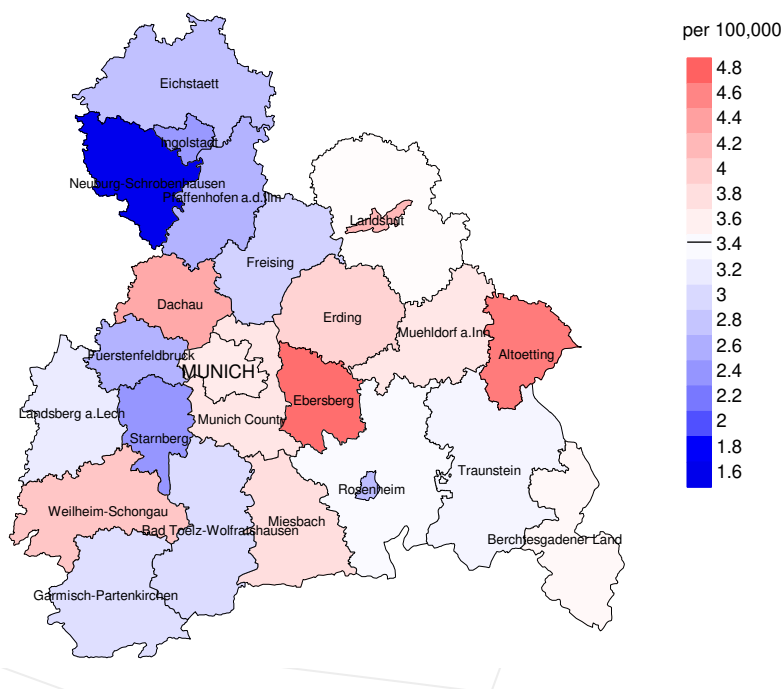 per 100,000
4.8
4.6
4.4
4.2
4
3.8
3.6
3.4
3.2
3
2.8
2.6
2.4
2.2
2
1.8
1.6
Eichstaett
Ingolstadt
Neuburg-Schrobenhausen
Pfaffenhofen a.d.Ilm
Landshut
Freising
Dachau
Erding
Muehldorf a.Inn
Altoetting
Fuerstenfeldbruck
MUNICH
Ebersberg
Landsberg a.Lech
Munich County
Starnberg
Traunstein
Rosenheim
Weilheim-Schongau
Miesbach
Bad Toelz-Wolfratshausen
Berchtesgadener Land
Garmisch-Partenkirchen